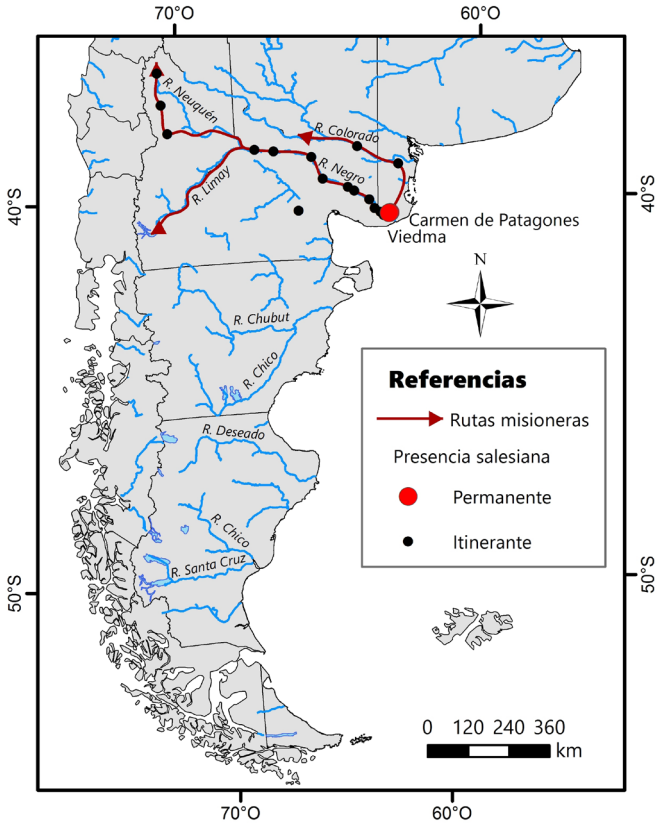 70°O
60°O
R. Neuquén
R. Colorado
R. Negro
R. Limay
40°S
40°S
Carmen de Patagones
Viedma
N
R. Chubut
R. Chico
Referencias
Rutas misioneras
R. Deseado
Presencia salesiana
Permanente
R. Chico
Itinerante
R. Santa Cruz
50°S
50°S
0 120 240 360
km
70°O
60°O